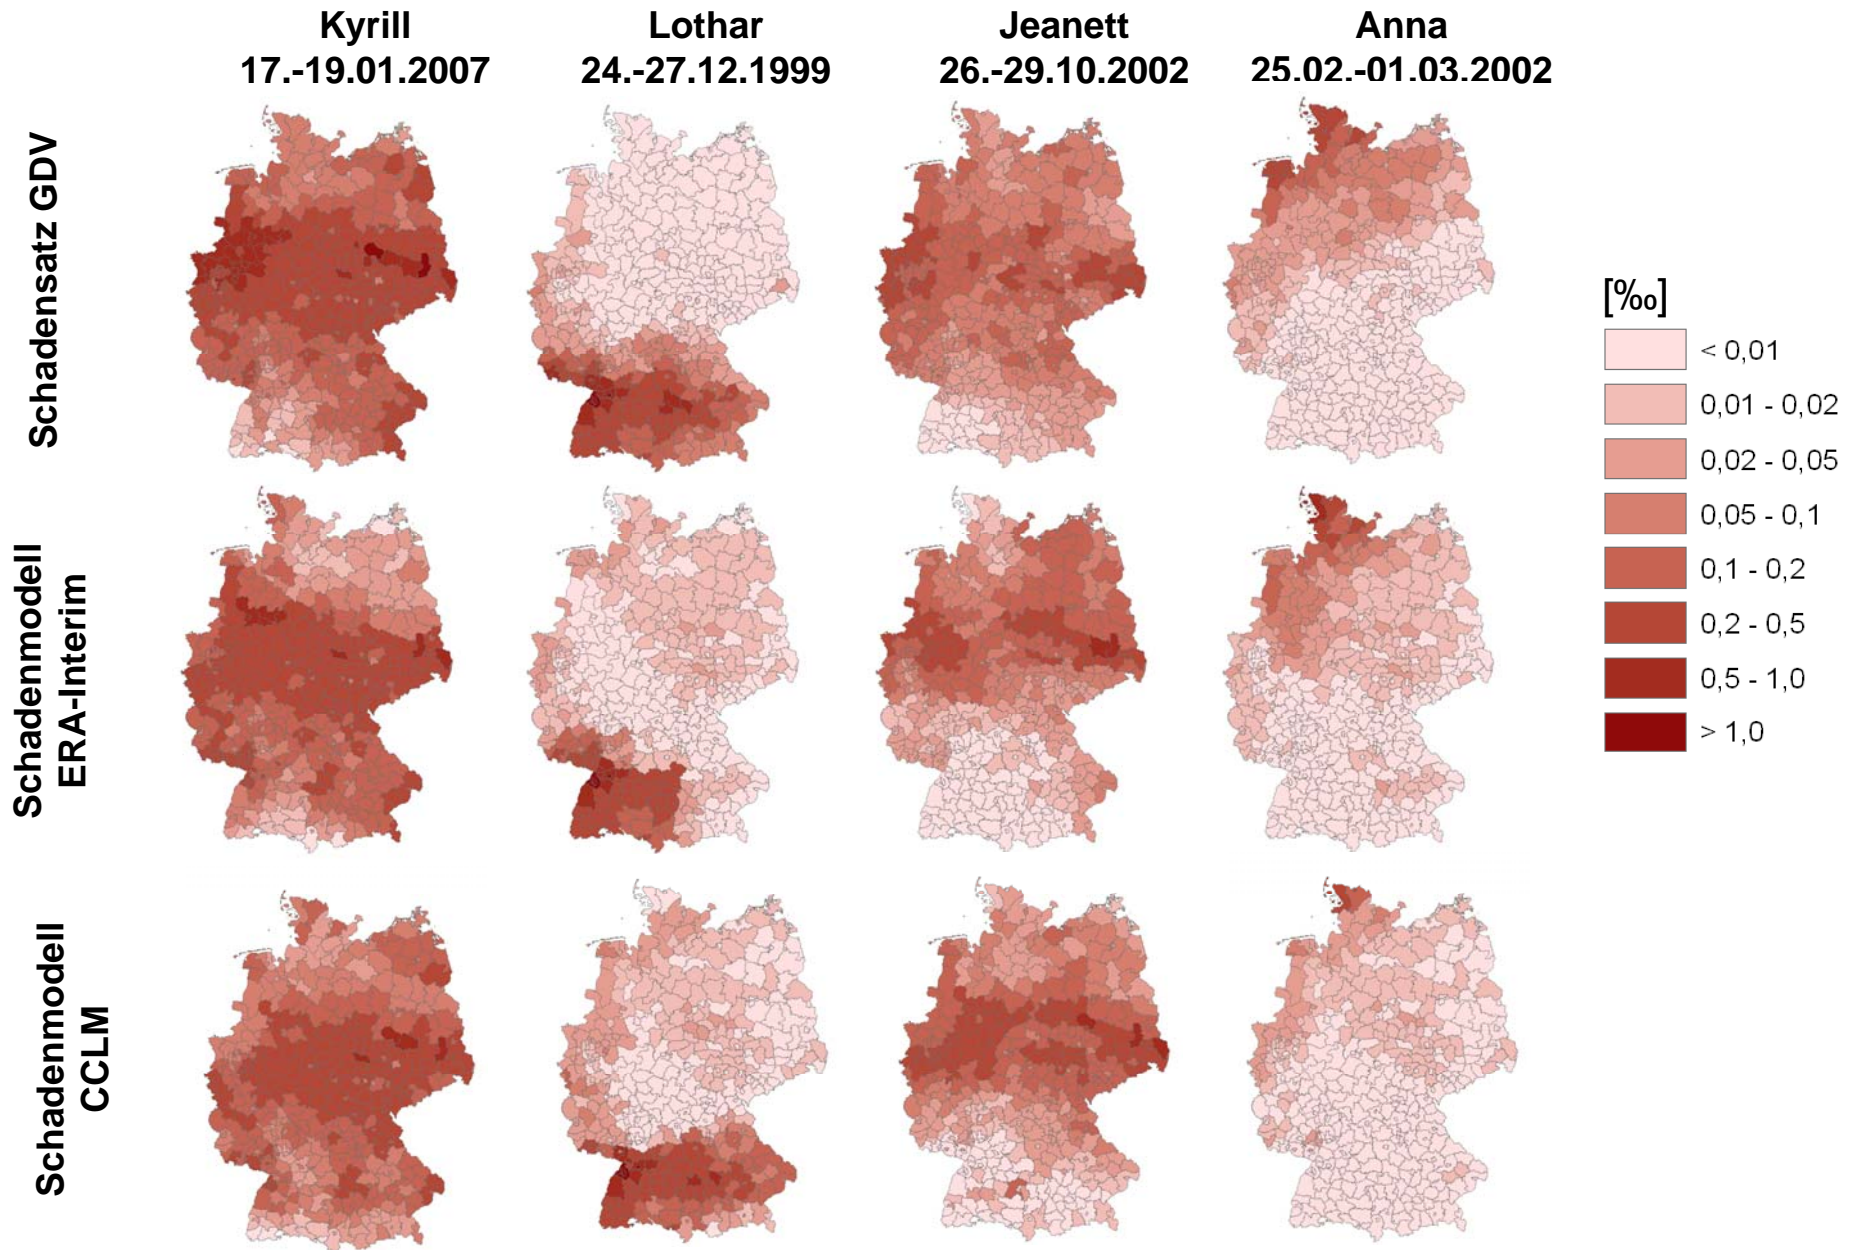 Kyrill
17.-19.01.2007
Lothar
24.-27.12.1999
Jeanett
26.-29.10.2002
Anna
25.02.-01.03.2002
Schadensatz GDV
Schadenmodell
ERA-Interim
Schadenmodell
CCLM
[‰]
< 0,01
0,01 - 0,02
0,02 - 0,05
0,05 - 0,1
0,1 - 0,2
0,2 - 0,5
0,5 - 1,0
> 1,0